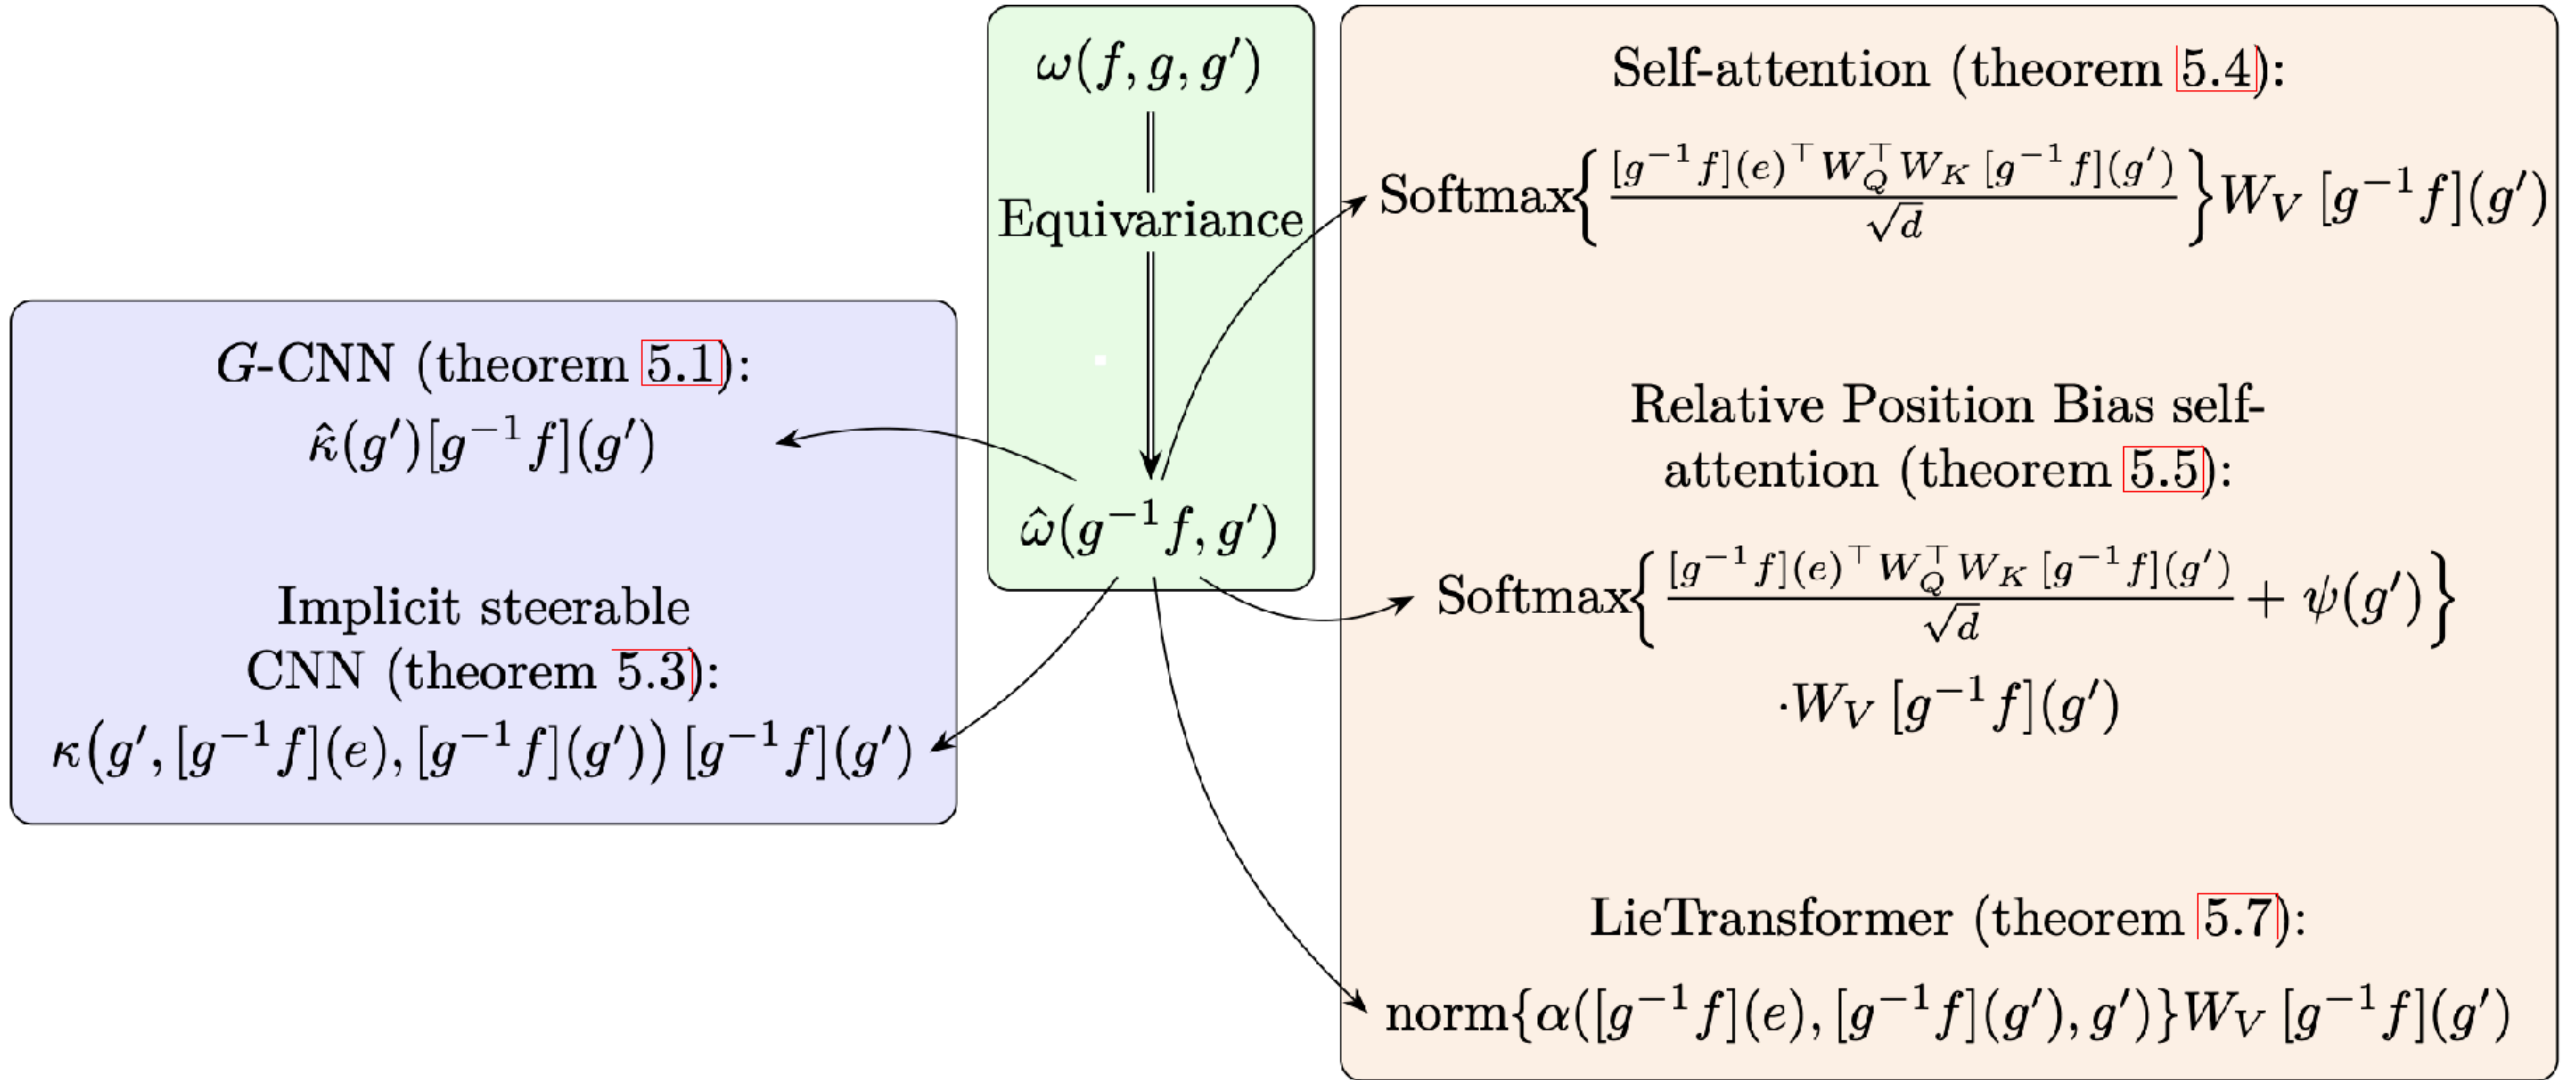 ω(f, g, g′)
Equivariance
ω̂(g⁻¹f, g′)
G-CNN (theorem 5.1):
κ̂(g′)[g⁻¹f](g′)
Implicit steerable
CNN (theorem 5.3):
κ(g′, [g⁻¹f](e), [g⁻¹f](g′)) [g⁻¹f](g′)
Self-attention (theorem 5.4):
Softmax{ [g⁻¹f](e)^⊤ W_Q^⊤ W_K [g⁻¹f](g′) / √d } W_V [g⁻¹f](g′)
Relative Position Bias self-
attention (theorem 5.5):
Softmax{ [g⁻¹f](e)^⊤ W_Q^⊤ W_K [g⁻¹f](g′) / √d + ψ(g′) }
·W_V [g⁻¹f](g′)
LieTransformer (theorem 5.7):
norm{α([g⁻¹f](e), [g⁻¹f](g′), g′)}W_V [g⁻¹f](g′)